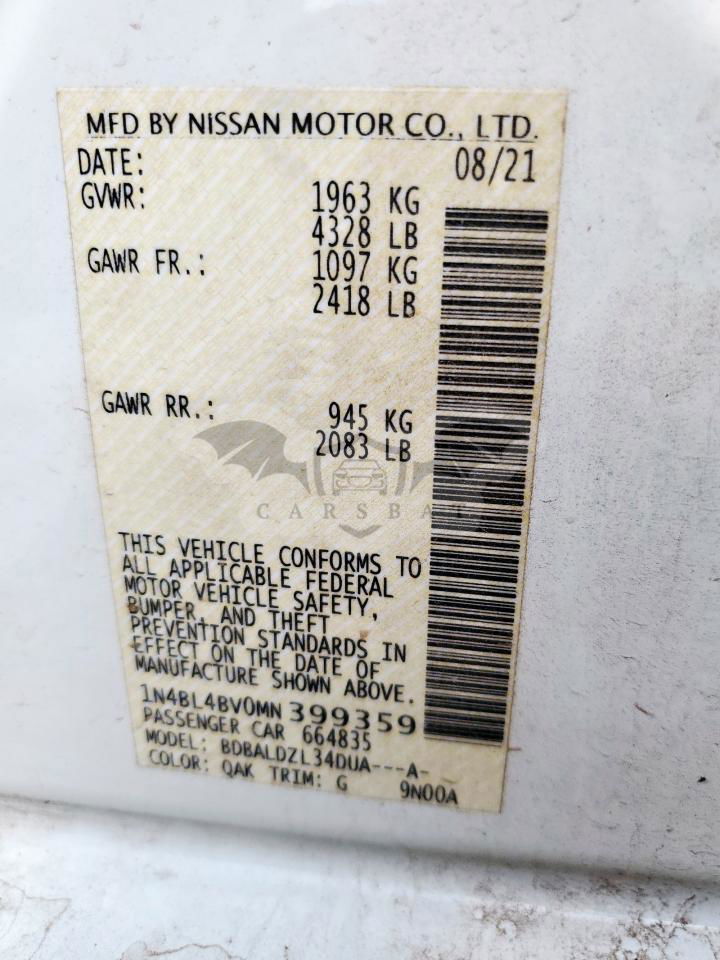 MFD BY NISSAN MOTOR CO., LTD.
DATE: 08/21
GVWR: 1963 KG
4328 LB
GAWR FR.: 1097 KG
2418 LB
GAWR RR.: 945 KG
2083 LB
CARSBAT
THIS VEHICLE CONFORMS TO
ALL APPLICABLE FEDERAL
MOTOR VEHICLE SAFETY,
BUMPER, AND THEFT
PREVENTION STANDARDS IN
EFFECT ON THE DATE OF
MANUFACTURE SHOWN ABOVE.
1N4BL4BV0MN399359
PASSENGER CAR 664835
MODEL: BDBALDZL34DUA---A-
COLOR: QAK TRIM: G 9N00A